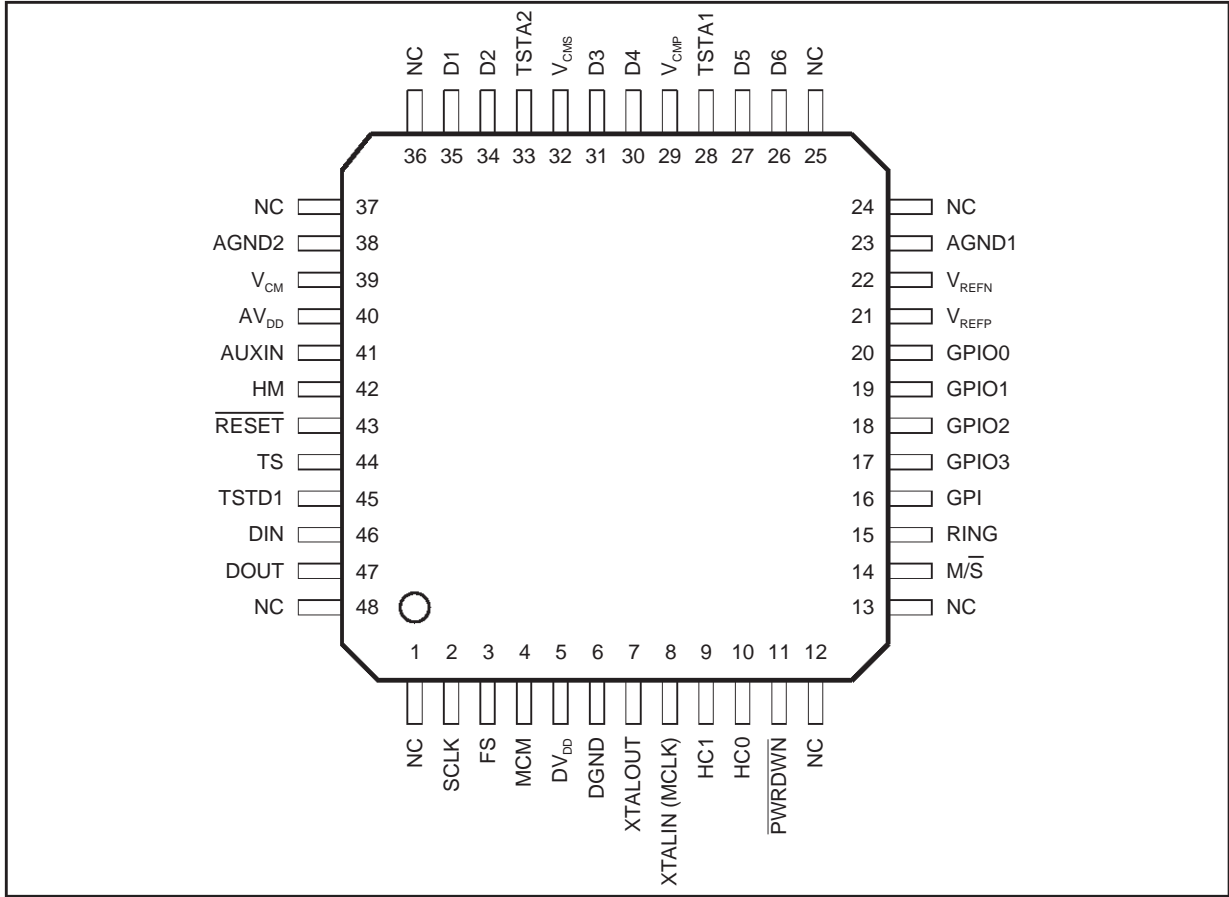 NC D1 D2 TSTA2 VCMS D3 D4 VCMP TSTA1 D5 D6 NC
36 35 34 33 32 31 30 29 28 27 26 25
NC 37 24 NC
AGND2 38 23 AGND1
VCM 39 22 VREFN
AVDD 40 21 VREFP
AUXIN 41 20 GPIO0
HM 42 19 GPIO1
RESET 43 18 GPIO2
TS 44 17 GPIO3
TSTD1 45 16 GPI
DIN 46 15 RING
DOUT 47 14 M/S
NC 48 13 NC
1 2 3 4 5 6 7 8 9 10 11 12
NC SCLK FS MCM DVDD DGND XTALOUT XTALIN (MCLK) HC1 HC0 PWRDWN NC